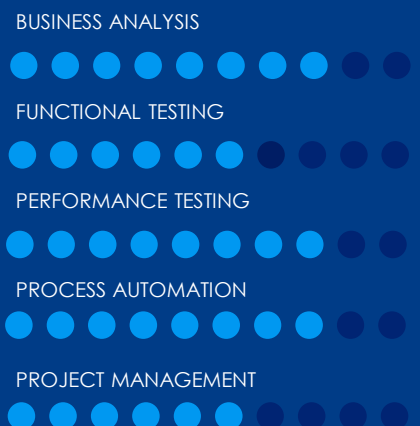 BUSINESS ANALYSIS
FUNCTIONAL TESTING
PERFORMANCE TESTING
PROCESS AUTOMATION
PROJECT MANAGEMENT